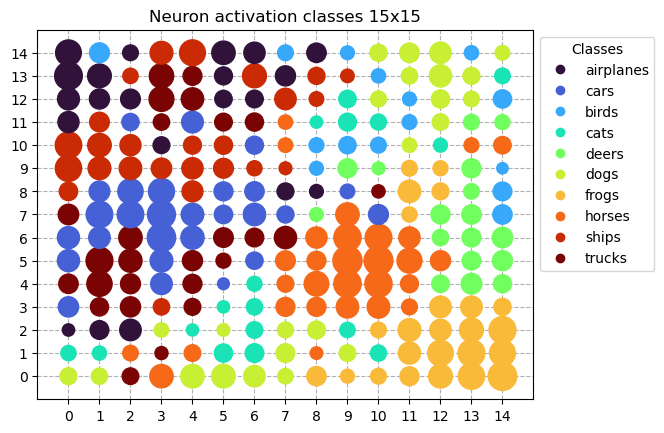 Neuron activation classes 15x15
14
13
12
11
10
9
8
7
6
5
4
3
2
1
0
0 1 2 3 4 5 6 7 8 9 10 11 12 13 14
Classes
airplanes
cars
birds
cats
deers
dogs
frogs
horses
ships
trucks